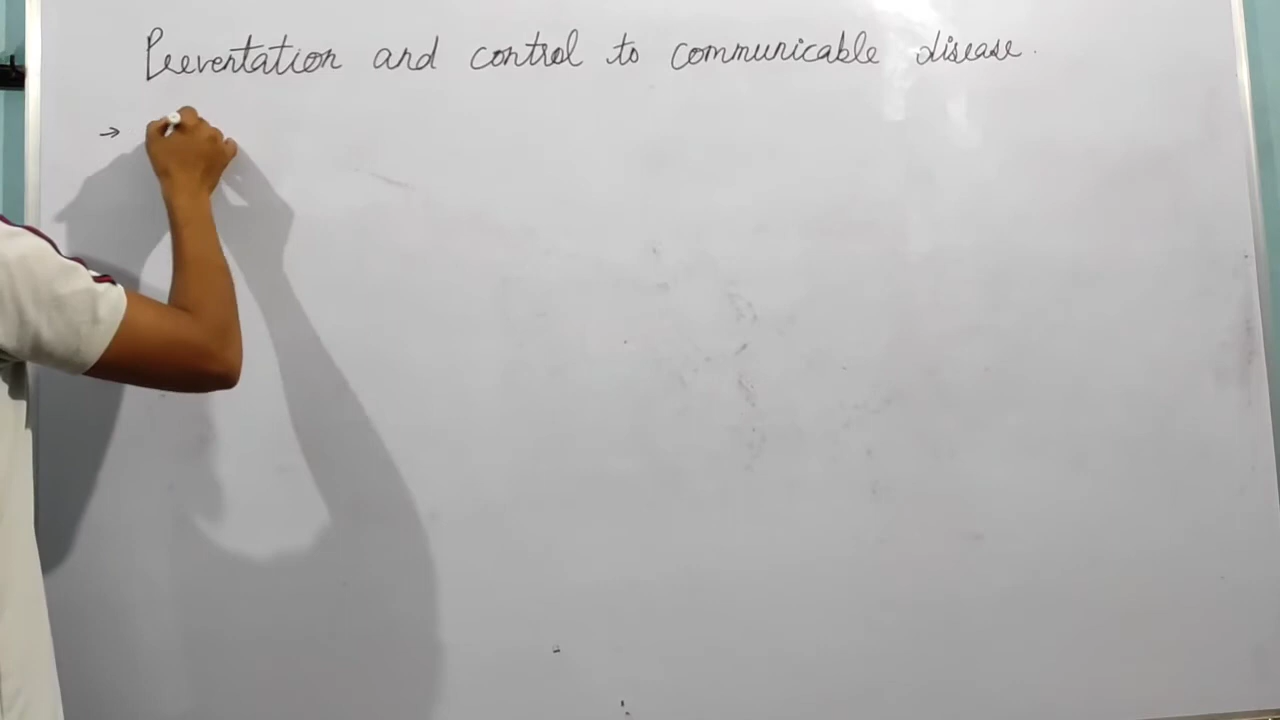 Preventation and control to communicable disease.
→